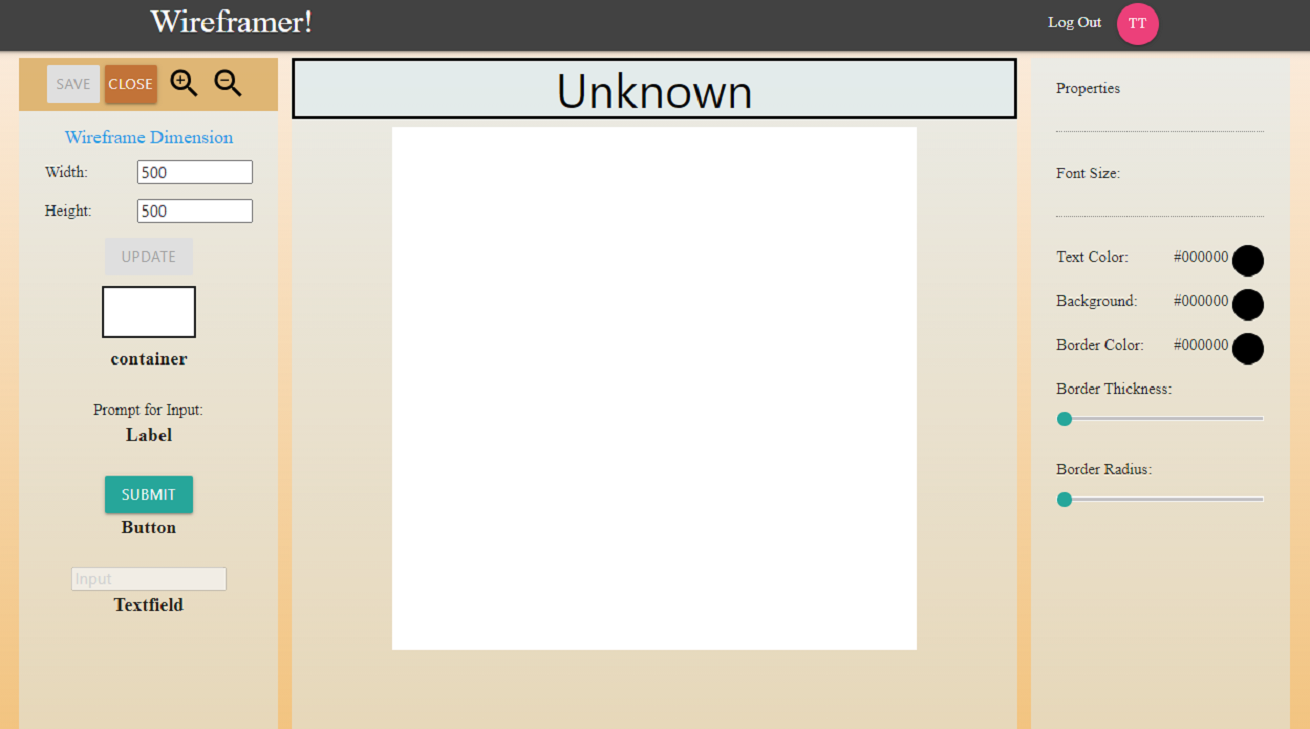 Wireframer!
Log Out
TT
SAVE CLOSE
Unknown
Wireframe Dimension
Width: 500
Height: 500
UPDATE
container
Prompt for Input:
Label
SUBMIT
Button
Input
Textfield
Properties
Font Size:
Text Color: #000000
Background: #000000
Border Color: #000000
Border Thickness:
Border Radius: